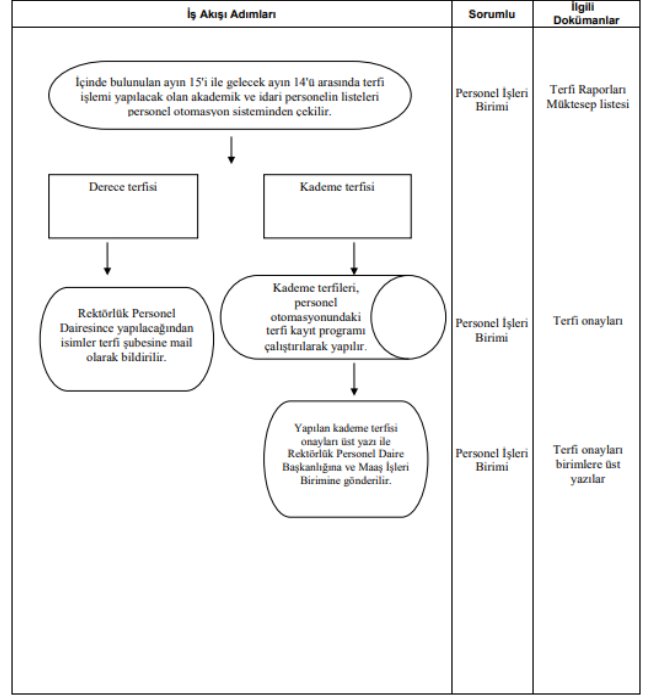 İş Akışı Adımları
Sorumlu
İlgili
Dokümanlar
İçinde bulunulan ayın 15'i ile gelecek ayın 14'ü arasında terfi
işlemi yapılacak olan akademik ve idari personelin listeleri
personel otomasyon sisteminden çekilir.
Personel İşleri
Birimi
Terfi Raporları
Müktesep listesi
Derece terfisi
Kademe terfisi
Rektörlük Personel
Dairesince yapılacağından
isimler terfi şubesine mail
olarak bildirilir.
Kademe terfileri,
personel
otomasyonundaki
terfi kayıt programı
çalıştırılarak yapılır.
Personel İşleri
Birimi
Terfi onayları
Yapılan kademe terfisi
onayları üst yazı ile
Rektörlük Personel Daire
Başkanlığına ve Maaş İşleri
Birimine gönderilir.
Personel İşleri
Birimi
Terfi onayları
birimlere üst
yazılar